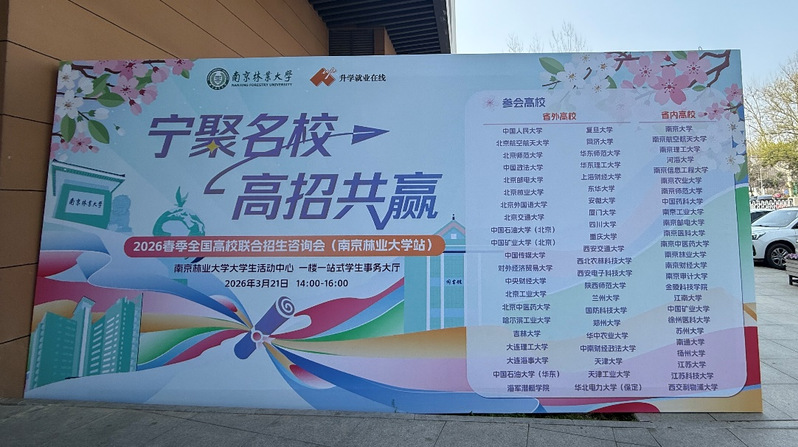 南京林业大学
NANJING FORESTRY UNIVERSITY
升学就业在线
宁聚名校
高招共赢
2026春季全国高校联合招生咨询会（南京林业大学站）
南京林业大学大学生活动中心 一楼一站式学生事务大厅
2026年3月21日 14:00-16:00
南京林业大学
图书馆
参会高校
省外高校
省内高校
中国人民大学
北京航空航天大学
北京师范大学
中国政法大学
北京邮电大学
北京林业大学
北京外国语大学
北京交通大学
中国石油大学（北京）
中国矿业大学（北京）
中国传媒大学
对外经济贸易大学
中央财经大学
北京工业大学
北京中医药大学
哈尔滨工业大学
吉林大学
大连理工大学
大连海事大学
中国石油大学（华东）
海军潜艇学院
复旦大学
同济大学
华东师范大学
华东理工大学
上海财经大学
东华大学
安徽大学
厦门大学
四川大学
重庆大学
西安交通大学
西北农林科技大学
西安电子科技大学
陕西师范大学
兰州大学
国防科技大学
郑州大学
华中农业大学
中南财经政法大学
天津大学
天津工业大学
华北电力大学（保定）
南京大学
南京航空航天大学
南京理工大学
河海大学
南京信息工程大学
南京农业大学
南京师范大学
中国药科大学
南京工业大学
南京邮电大学
南京医科大学
南京中医药大学
南京林业大学
南京财经大学
南京审计大学
金陵科技学院
江南大学
中国矿业大学
徐州医科大学
苏州大学
南通大学
扬州大学
江苏大学
江苏科技大学
西交利物浦大学